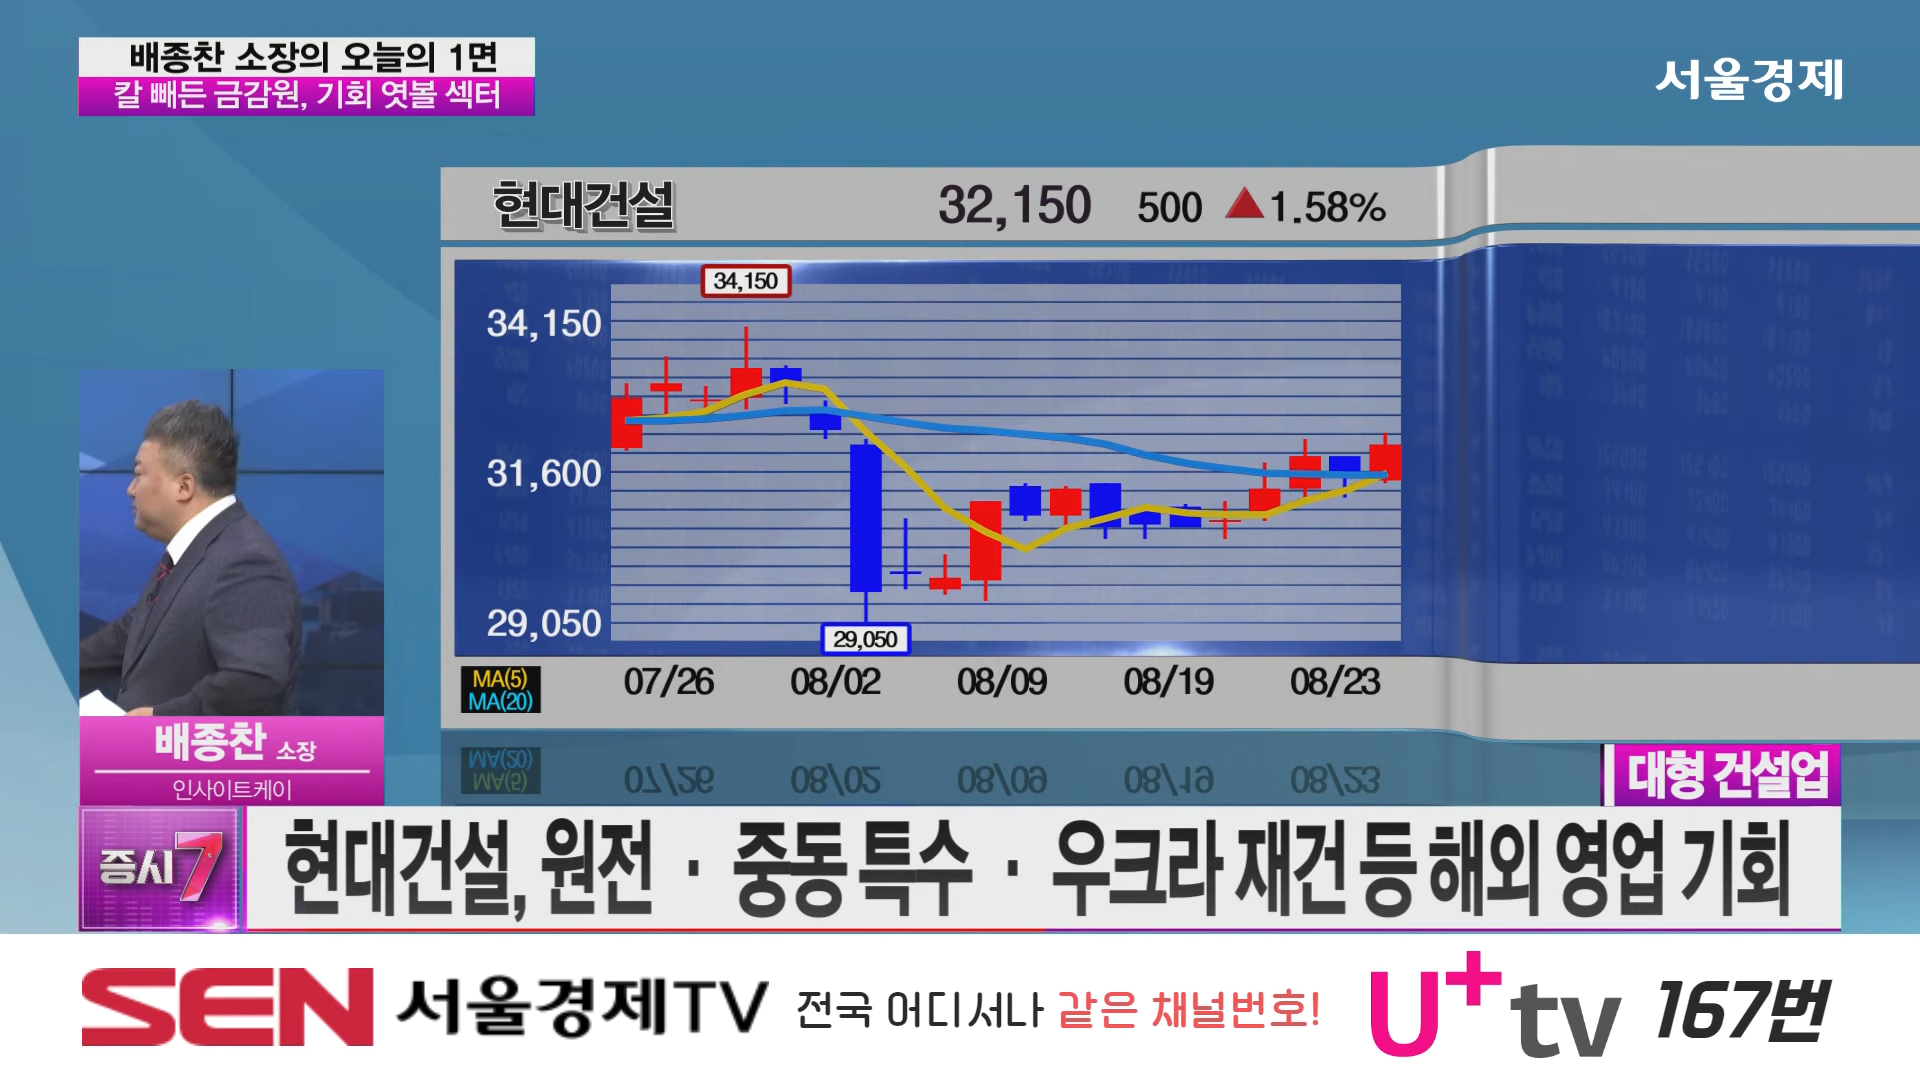 배종찬 소장의 오늘의 1면
칼 빼든 금감원, 기회 엿볼 섹터
서울경제
현대건설 32,150 500 ▲1.58%
34,150
34,150
31,600
29,050
29,050
MA(5)
MA(20)
07/26 08/02 08/09 08/19 08/23
배종찬 소장
인사이트케이
대형 건설업
증시7
현대건설, 원전 · 중동 특수 · 우크라 재건 등 해외 영업 기회
SEN 서울경제TV 전국 어디서나 같은 채널번호! U+tv 167번